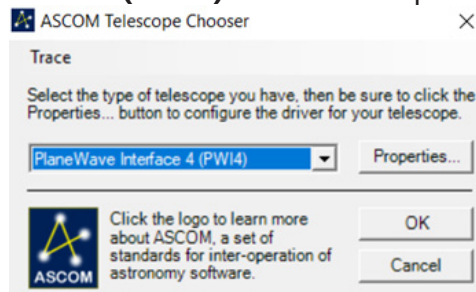 ASCOM Telescope Chooser
Trace
Select the type of telescope you have, then be sure to click the
Properties... button to configure the driver for your telescope.
PlaneWave Interface 4 (PWI4)
Properties...
Click the logo to learn more
about ASCOM, a set of
standards for inter-operation of
astronomy software.
ASCOM
OK
Cancel